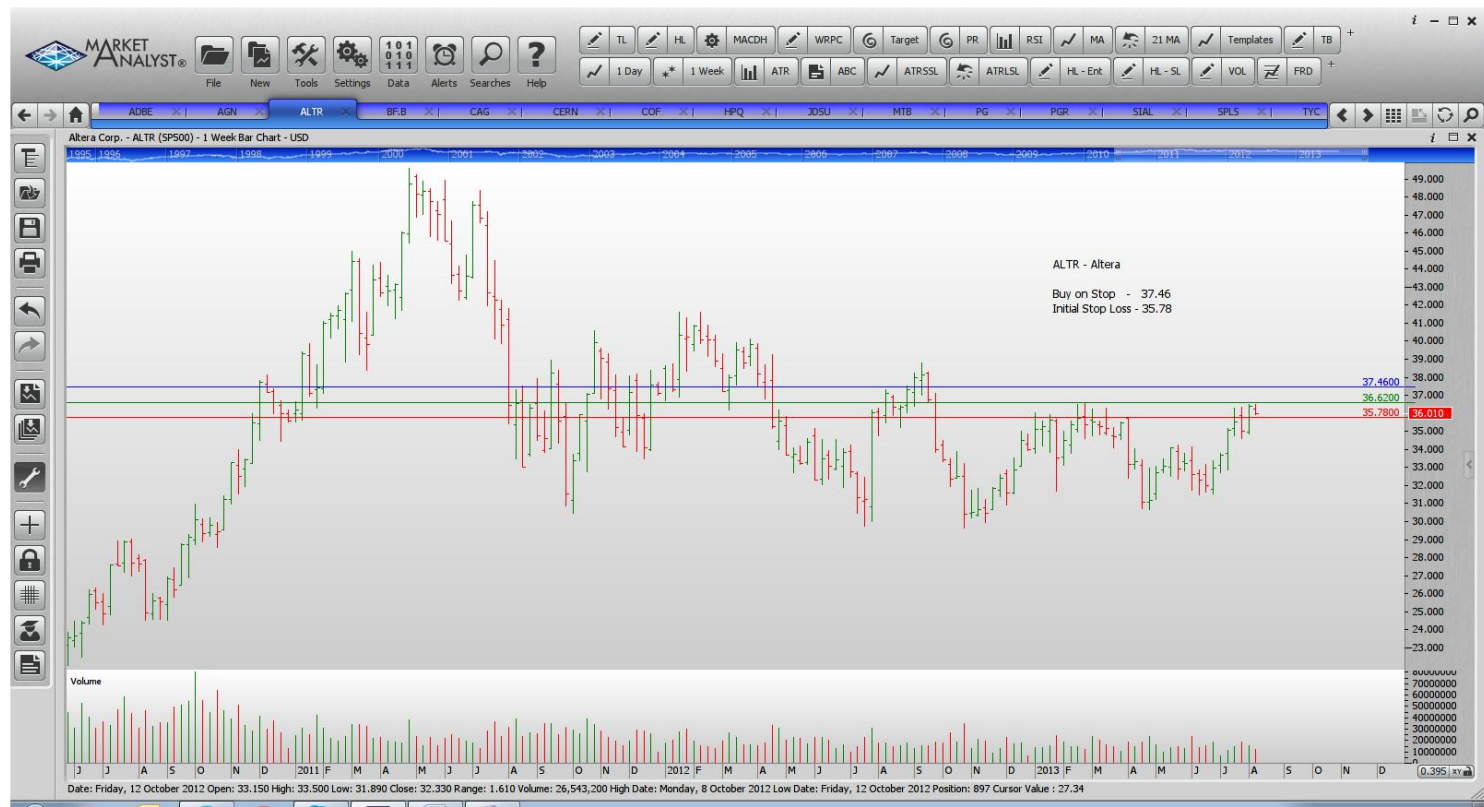 i
MARKET
ANALYST®
File New Tools Settings Data Alerts Searches Help
TL HL MACDH WRPC Target PR RSI MA 21 MA Templates TB +
1 Day 1 Week ATR ABC ATRSSL ATRLSL HL - Ent HL - SL VOL FRD +
ADBE AGN ALTR BF.B CAG CERN COF HPQ JDSU MTB PG PGR SIAL SPLS TYC
Altera Corp. - ALTR (SP500) - 1 Week Bar Chart - USD
1995 1996 1997 1998 1999 2000 2001 2002 2003 2004 2005 2006 2007 2008 2009 2010 2011 2012 2013
49.000
48.000
47.000
46.000
45.000
ALTR - Altera
44.000
43.000
Buy on Stop - 37.46
42.000
Initial Stop Loss - 35.78
41.000
40.000
39.000
38.000
37.4600
37.000
36.6200
35.7800 36.010
35.000
34.000
33.000
32.000
31.000
30.000
29.000
28.000
27.000
26.000
25.000
24.000
23.000
Volume
80000000
70000000
60000000
50000000
40000000
30000000
20000000
10000000
0
J J A S O N D 2011 F M A M J J A S O N D 2012 F M A M J J A S O N D 2013 F M A M J J A S O N D 0.395 XY
Date: Friday, 12 October 2012 Open: 33.150 High: 33.500 Low: 31.890 Close: 32.330 Range: 1.610 Volume: 26,543,200 High Date: Monday, 8 October 2012 Low Date: Friday, 12 October 2012 Position: 897 Cursor Value : 27.34